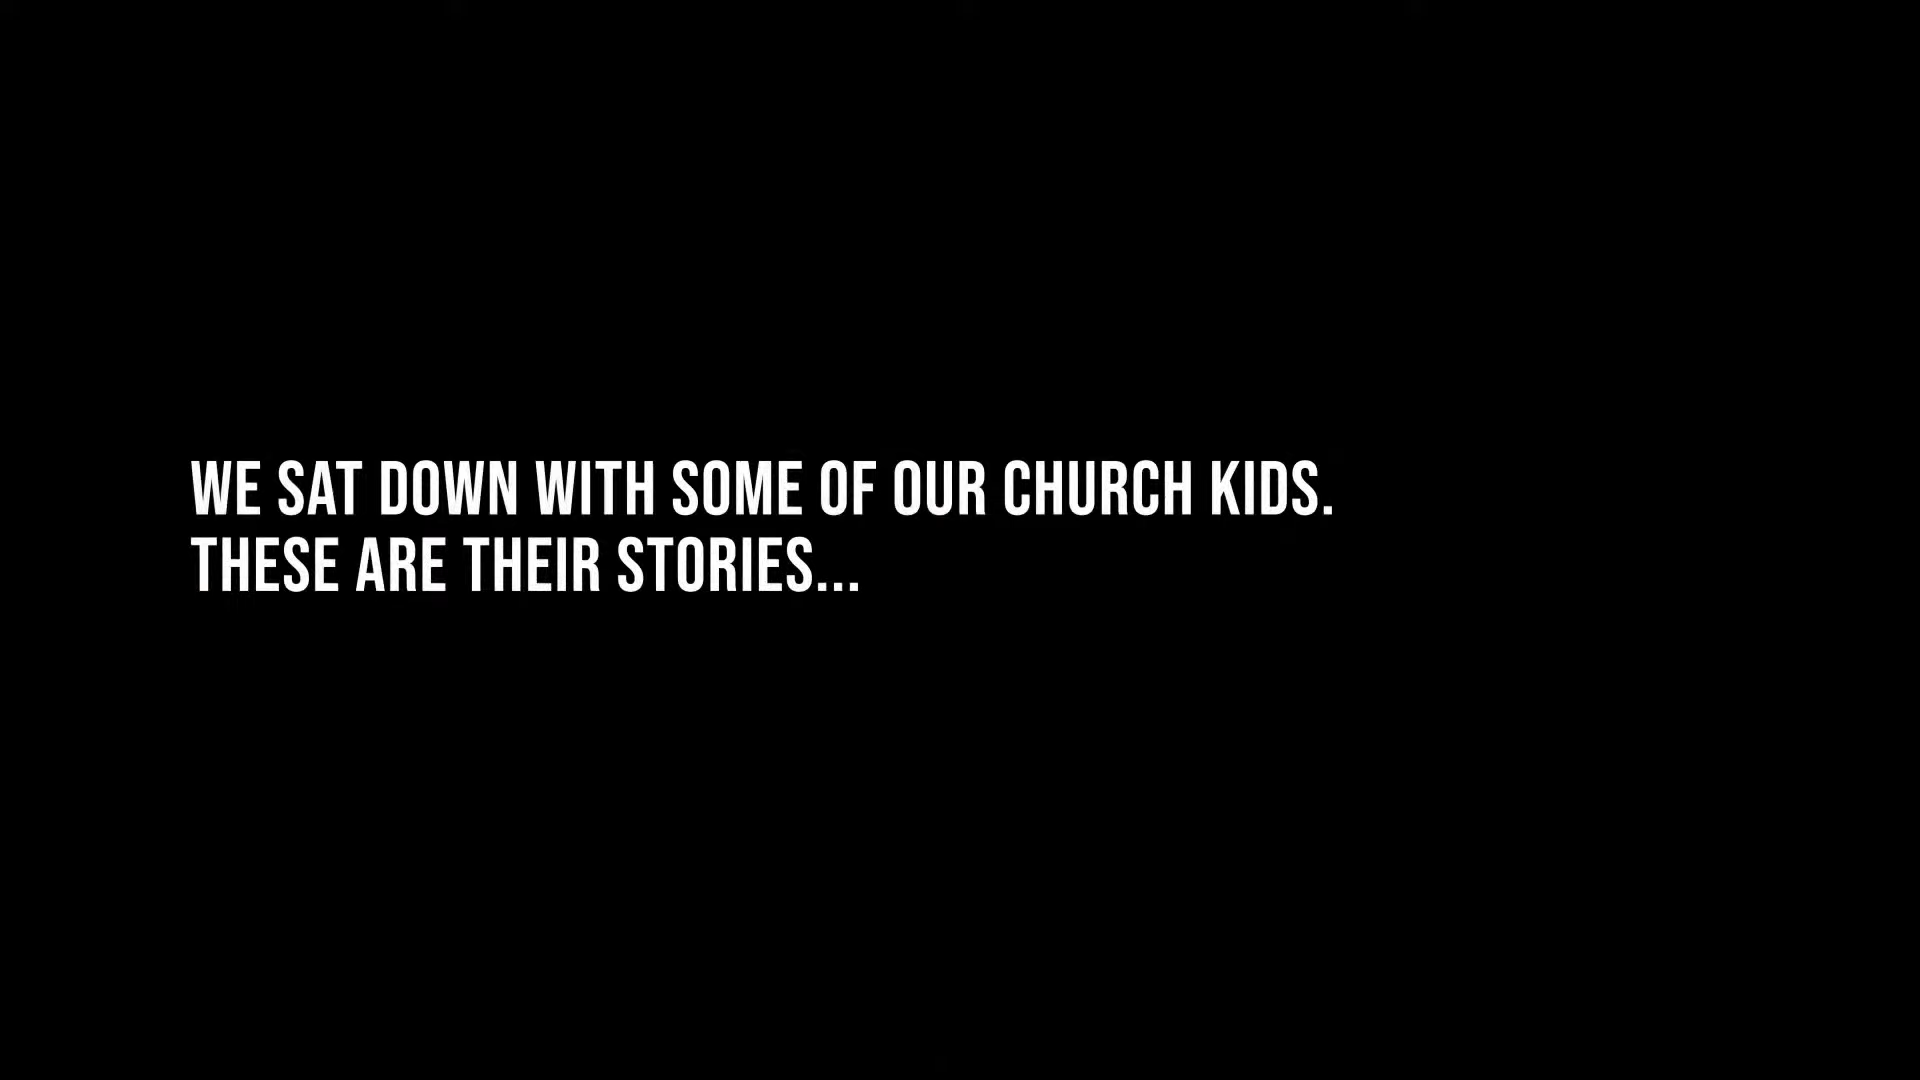 WE SAT DOWN WITH SOME OF OUR CHURCH KIDS.
THESE ARE THEIR STORIES...